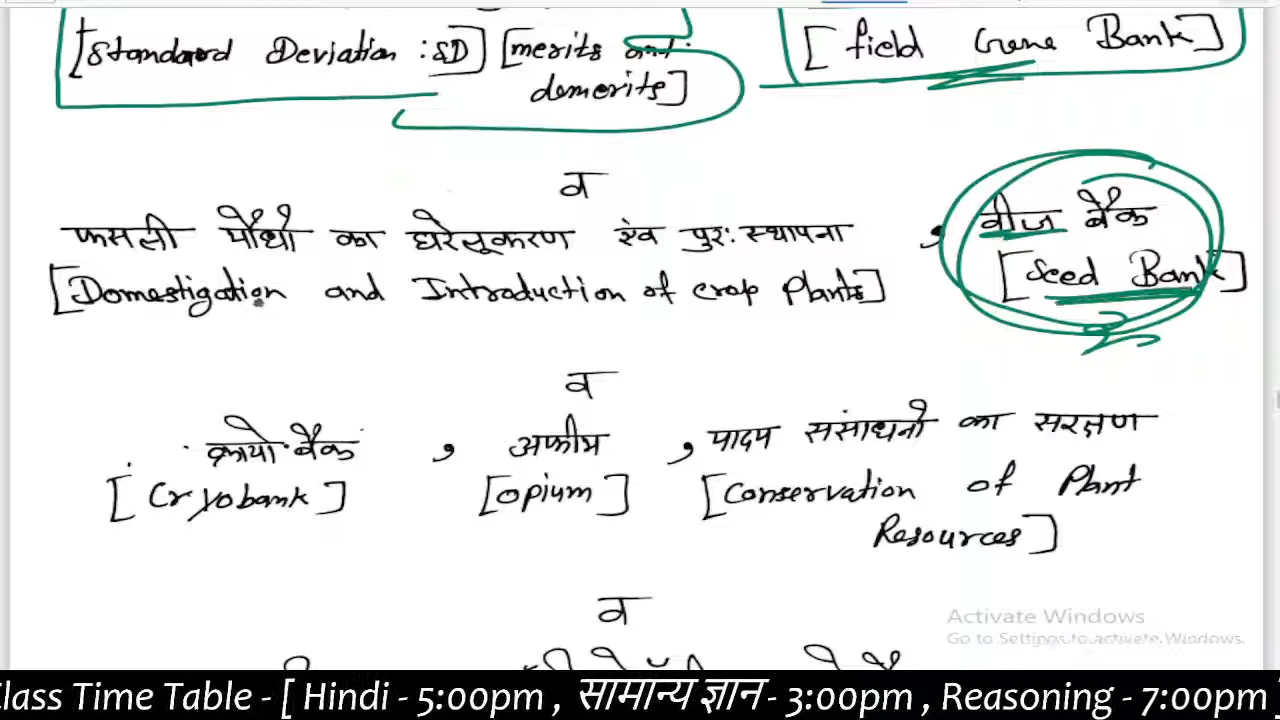 [Standard Deviation : SD] [merits and demerits]
[field Gene Bank]
व
फसली पौधो का घरेलूकरण एंव पुर:स्थापना , बीज बैंक
[Domestigation and Introduction of crop Plants] [Seed Bank]
व
क्रायो बैंक , अफीम , पादप संसाधनो का सरक्षण
[Cryobank] [opium] [Conservation of Plant
Resources]
व
Activate Windows
Go to Settings to activate Windows.
Class Time Table - [ Hindi - 5:00pm , सामान्य ज्ञान - 3:00pm , Reasoning - 7:00pm ]